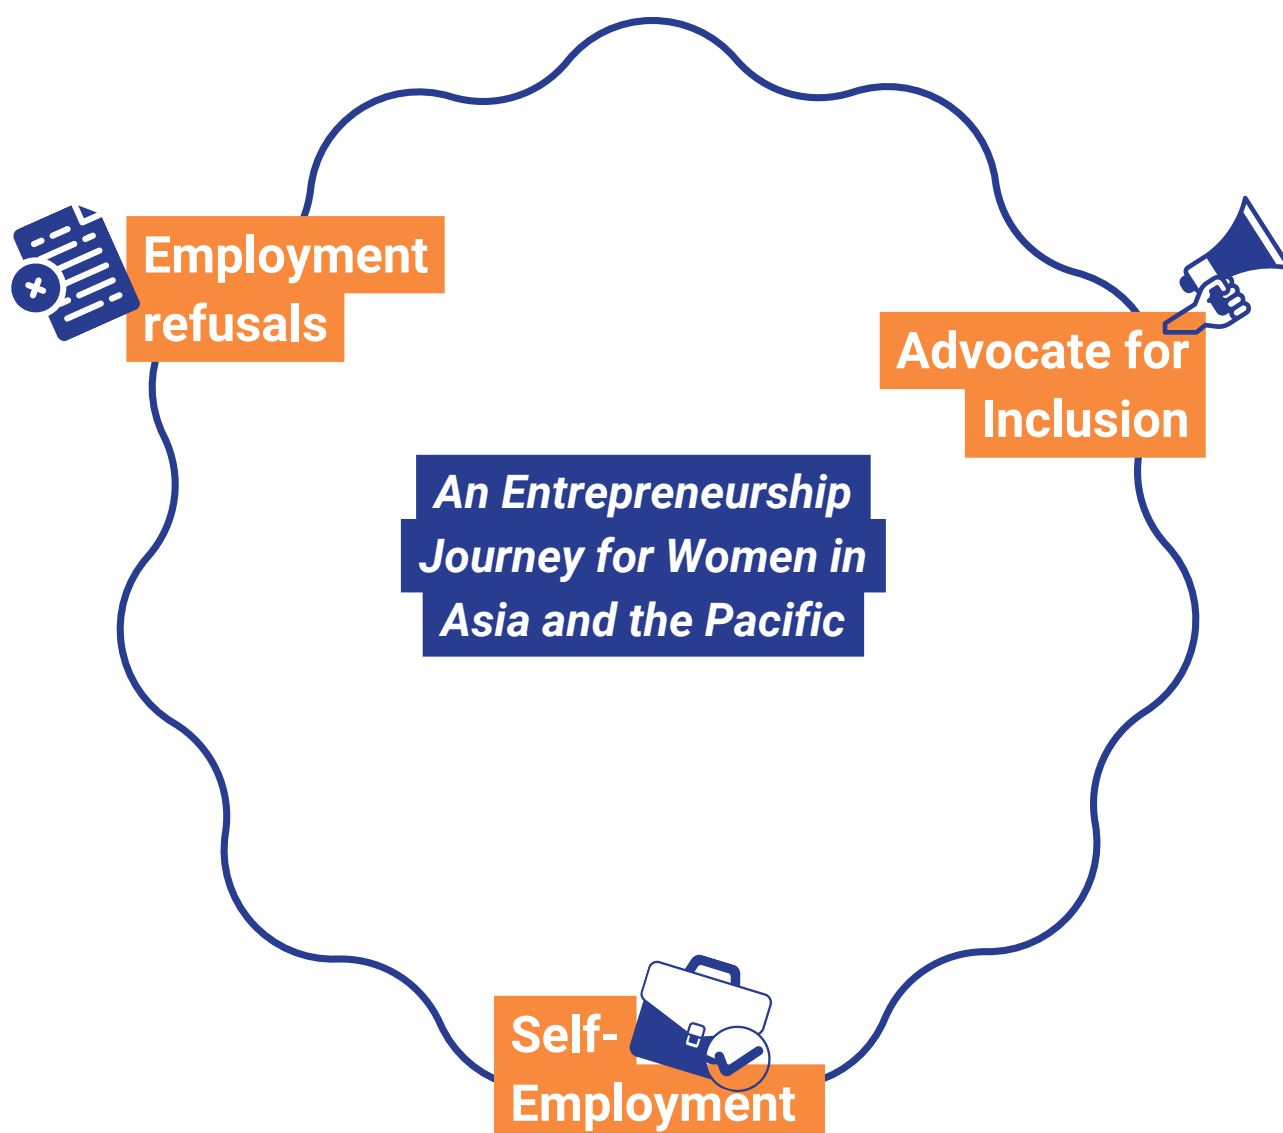 Employment
refusals
Advocate for
Inclusion
An Entrepreneurship
Journey for Women in
Asia and the Pacific
Self-
Employment